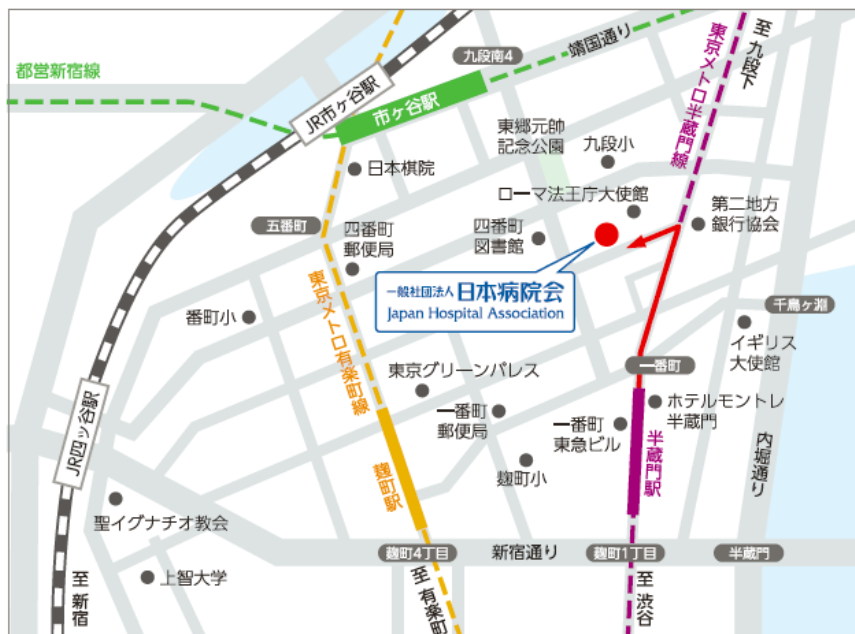 都営新宿線
JR市ヶ谷駅
市ヶ谷駅
九段南4
靖国通り
至 九段下
東京メトロ半蔵門線
東郷元帥
記念公園
九段小
日本棋院
ローマ法王庁大使館
第二地方
銀行協会
五番町
四番町
郵便局
四番町
図書館
一般社団法人 日本病院会
Japan Hospital Association
千鳥ヶ淵
番町小
イギリス
大使館
東京メトロ有楽町線
東京グリーンパレス
一番町
一番町
郵便局
一番町
東急ビル
ホテルモントレ
半蔵門
JR四ッ谷駅
麹町駅
半蔵門駅
内堀通り
麹町小
聖イグナチオ教会
麹町4丁目
新宿通り
麹町1丁目
半蔵門
上智大学
至 新宿
至 有楽町
至 渋谷